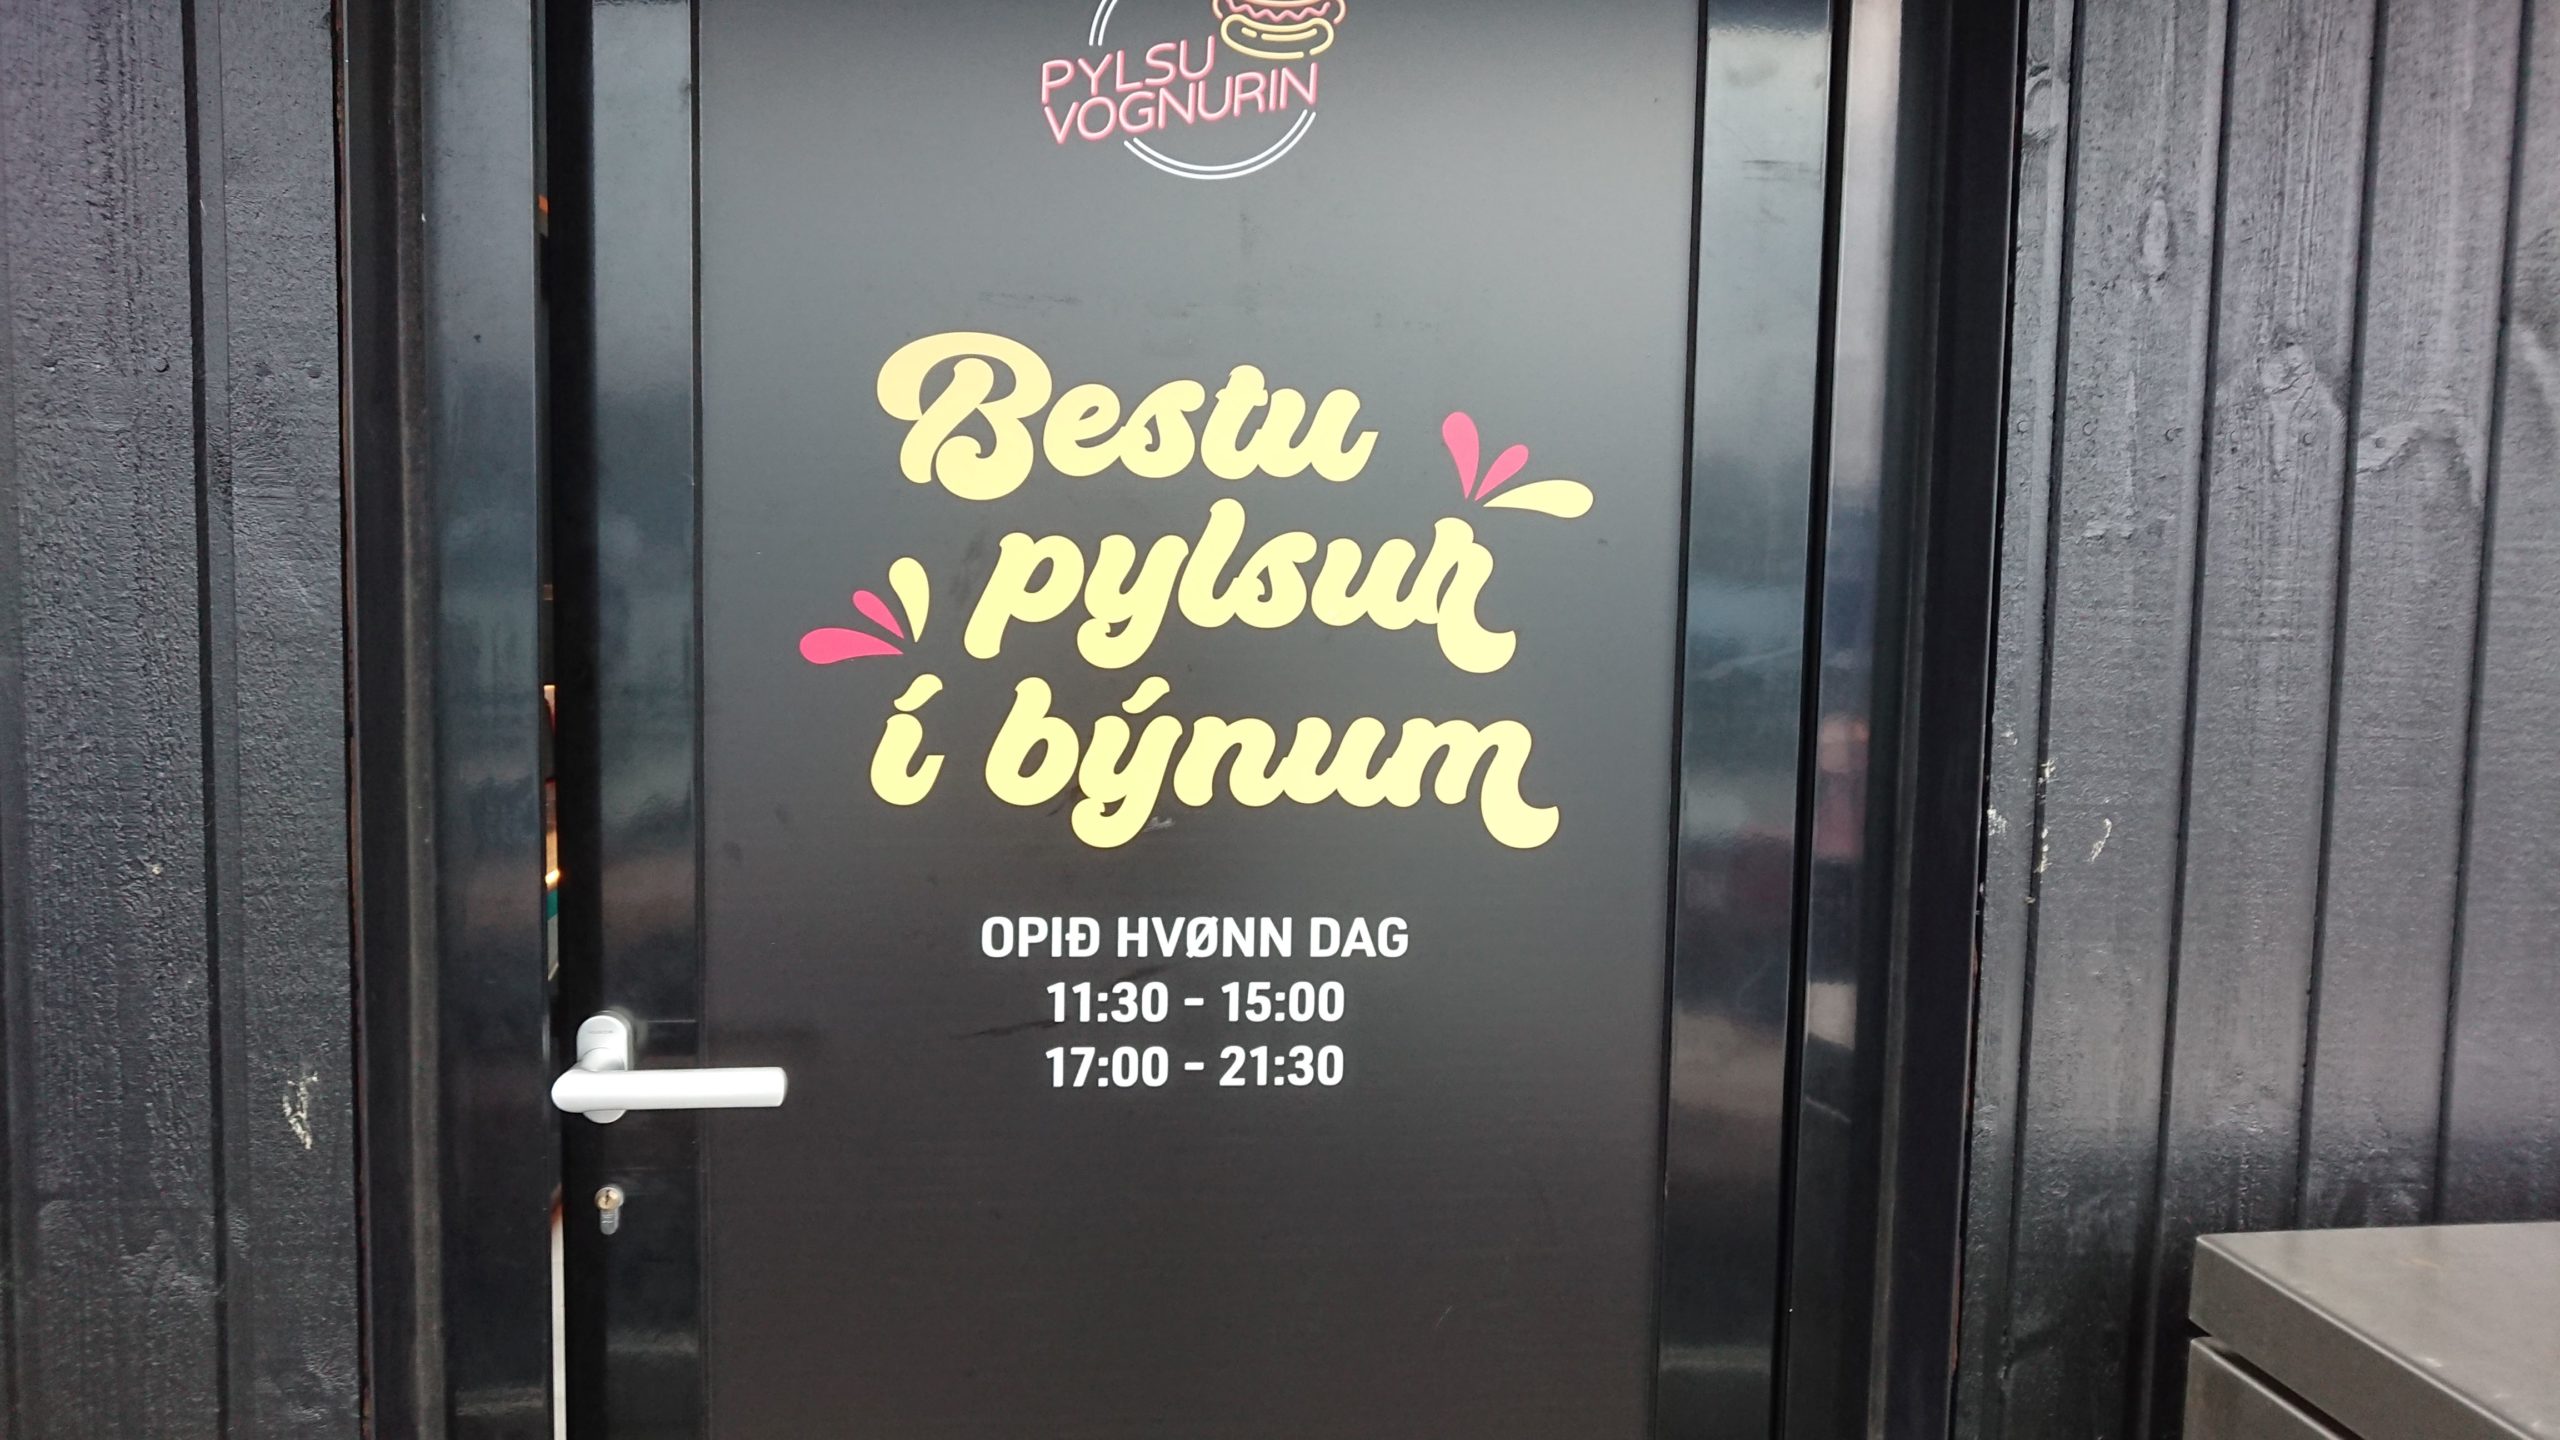 PYLSU
VOGNURIN
Bestu
pylsur
í býnum
OPIÐ HVØNN DAG
11:30 - 15:00
17:00 - 21:30